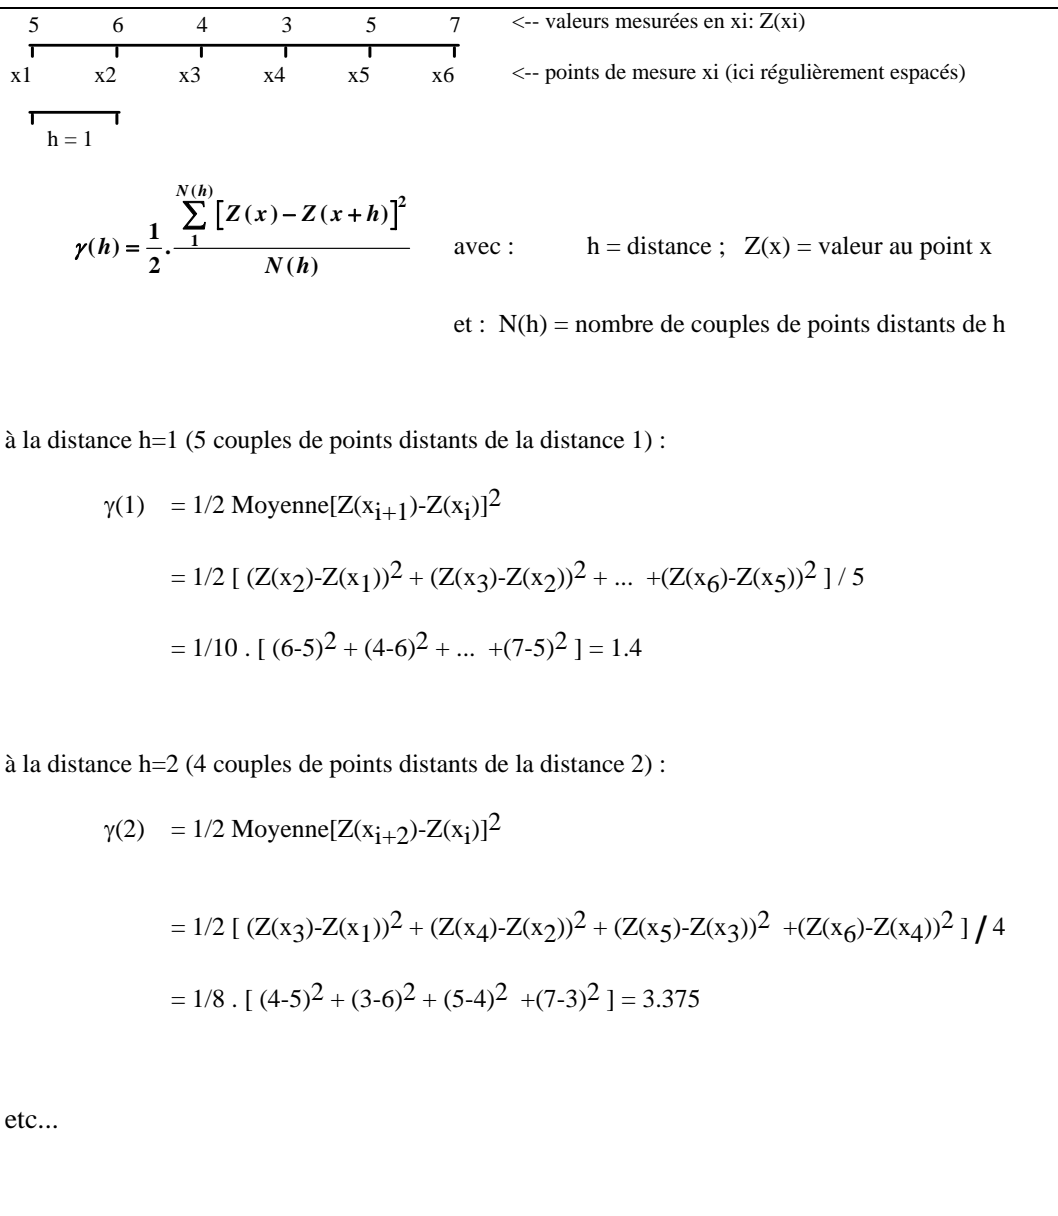 5 6 4 3 5 7 <-- valeurs mesurées en xi: Z(xi)
x1 x2 x3 x4 x5 x6 <-- points de mesure xi (ici régulièrement espacés)
h = 1
γ(h) = 1/2 . ∑_{1}^{N(h)} [Z(x) − Z(x + h)]² / N(h) avec : h = distance ; Z(x) = valeur au point x
et : N(h) = nombre de couples de points distants de h
à la distance h=1 (5 couples de points distants de la distance 1) :
γ(1) = 1/2 Moyenne[Z(x_{i+1})-Z(x_i)]²
= 1/2 [ (Z(x₂)-Z(x₁))² + (Z(x₃)-Z(x₂))² + ... +(Z(x₆)-Z(x₅))² ] / 5
= 1/10 . [ (6-5)² + (4-6)² + ... +(7-5)² ] = 1.4
à la distance h=2 (4 couples de points distants de la distance 2) :
γ(2) = 1/2 Moyenne[Z(x_{i+2})-Z(x_i)]²
= 1/2 [ (Z(x₃)-Z(x₁))² + (Z(x₄)-Z(x₂))² + (Z(x₅)-Z(x₃))² +(Z(x₆)-Z(x₄))² ] / 4
= 1/8 . [ (4-5)² + (3-6)² + (5-4)² +(7-3)² ] = 3.375
etc...